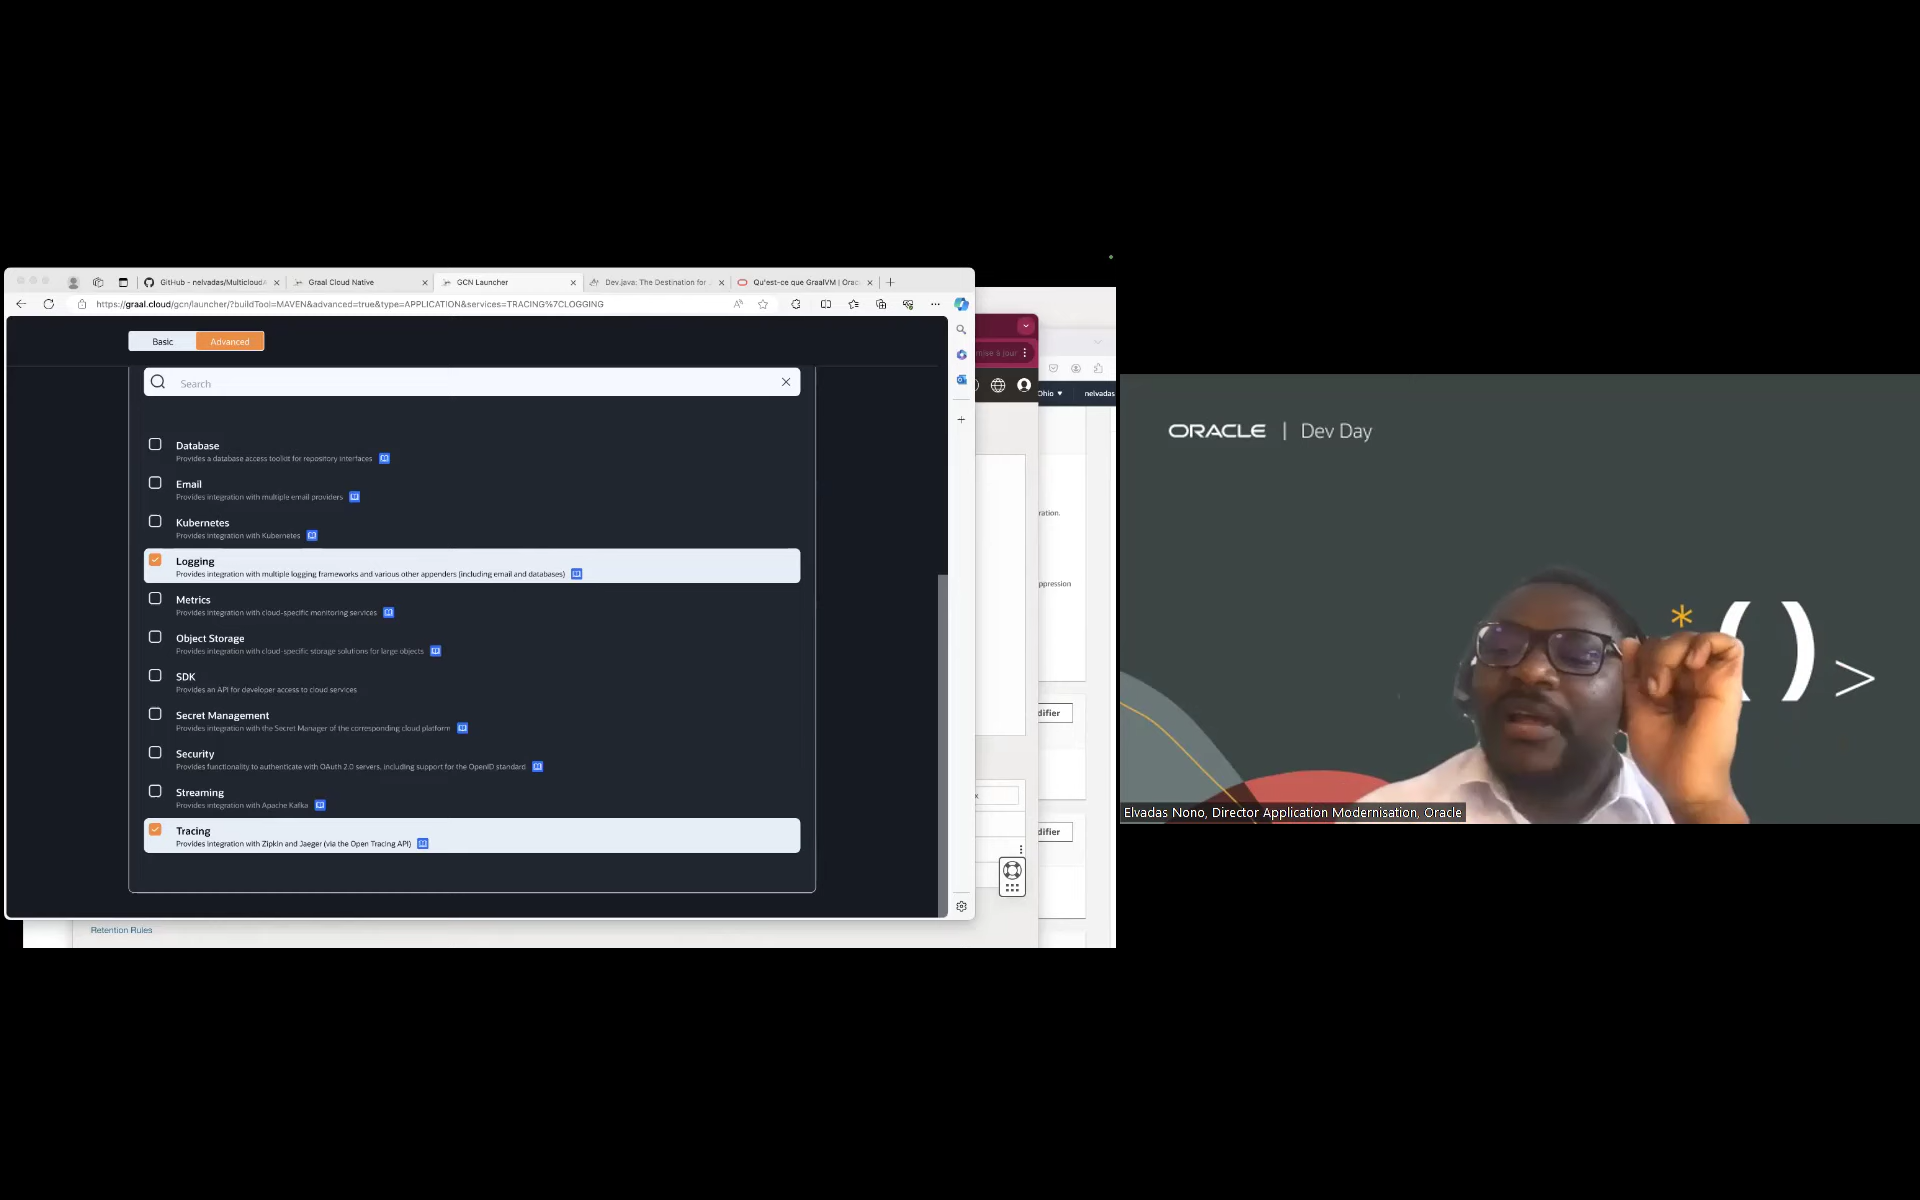 GitHub - nelvadas/Multicloud
Graal Cloud Native
GCN Launcher
Dev.java: The Destination for
Qu'est-ce que GraalVM | Orac
https://graal.cloud/gcn/launcher/?buildTool=MAVEN&advanced=true&type=APPLICATION&services=TRACING%7CLOGGING
Basic
Advanced
Search
Database
Provides a database access toolkit for repository interfaces
Email
Provides integration with multiple email providers
Kubernetes
Provides integration with Kubernetes
Logging
Provides integration with multiple logging frameworks and various other appenders (including email and databases)
Metrics
Provides integration with cloud-specific monitoring services
Object Storage
Provides integration with cloud-specific storage solutions for large objects
SDK
Provides an API for developer access to cloud services
Secret Management
Provides integration with the Secret Manager of the corresponding cloud platform
Security
Provides functionality to authenticate with OAuth 2.0 servers, including support for the OpenID standard
Streaming
Provides integration with Apache Kafka
Tracing
Provides integration with Zipkin and Jaeger (via the Open Tracing API)
Retention Rules
mise à jour
Ohio
nelvadas
ration.
ppression
difier
difier
ORACLE | Dev Day
* ( ) >
Elvadas Nono, Director Application Modernisation, Oracle